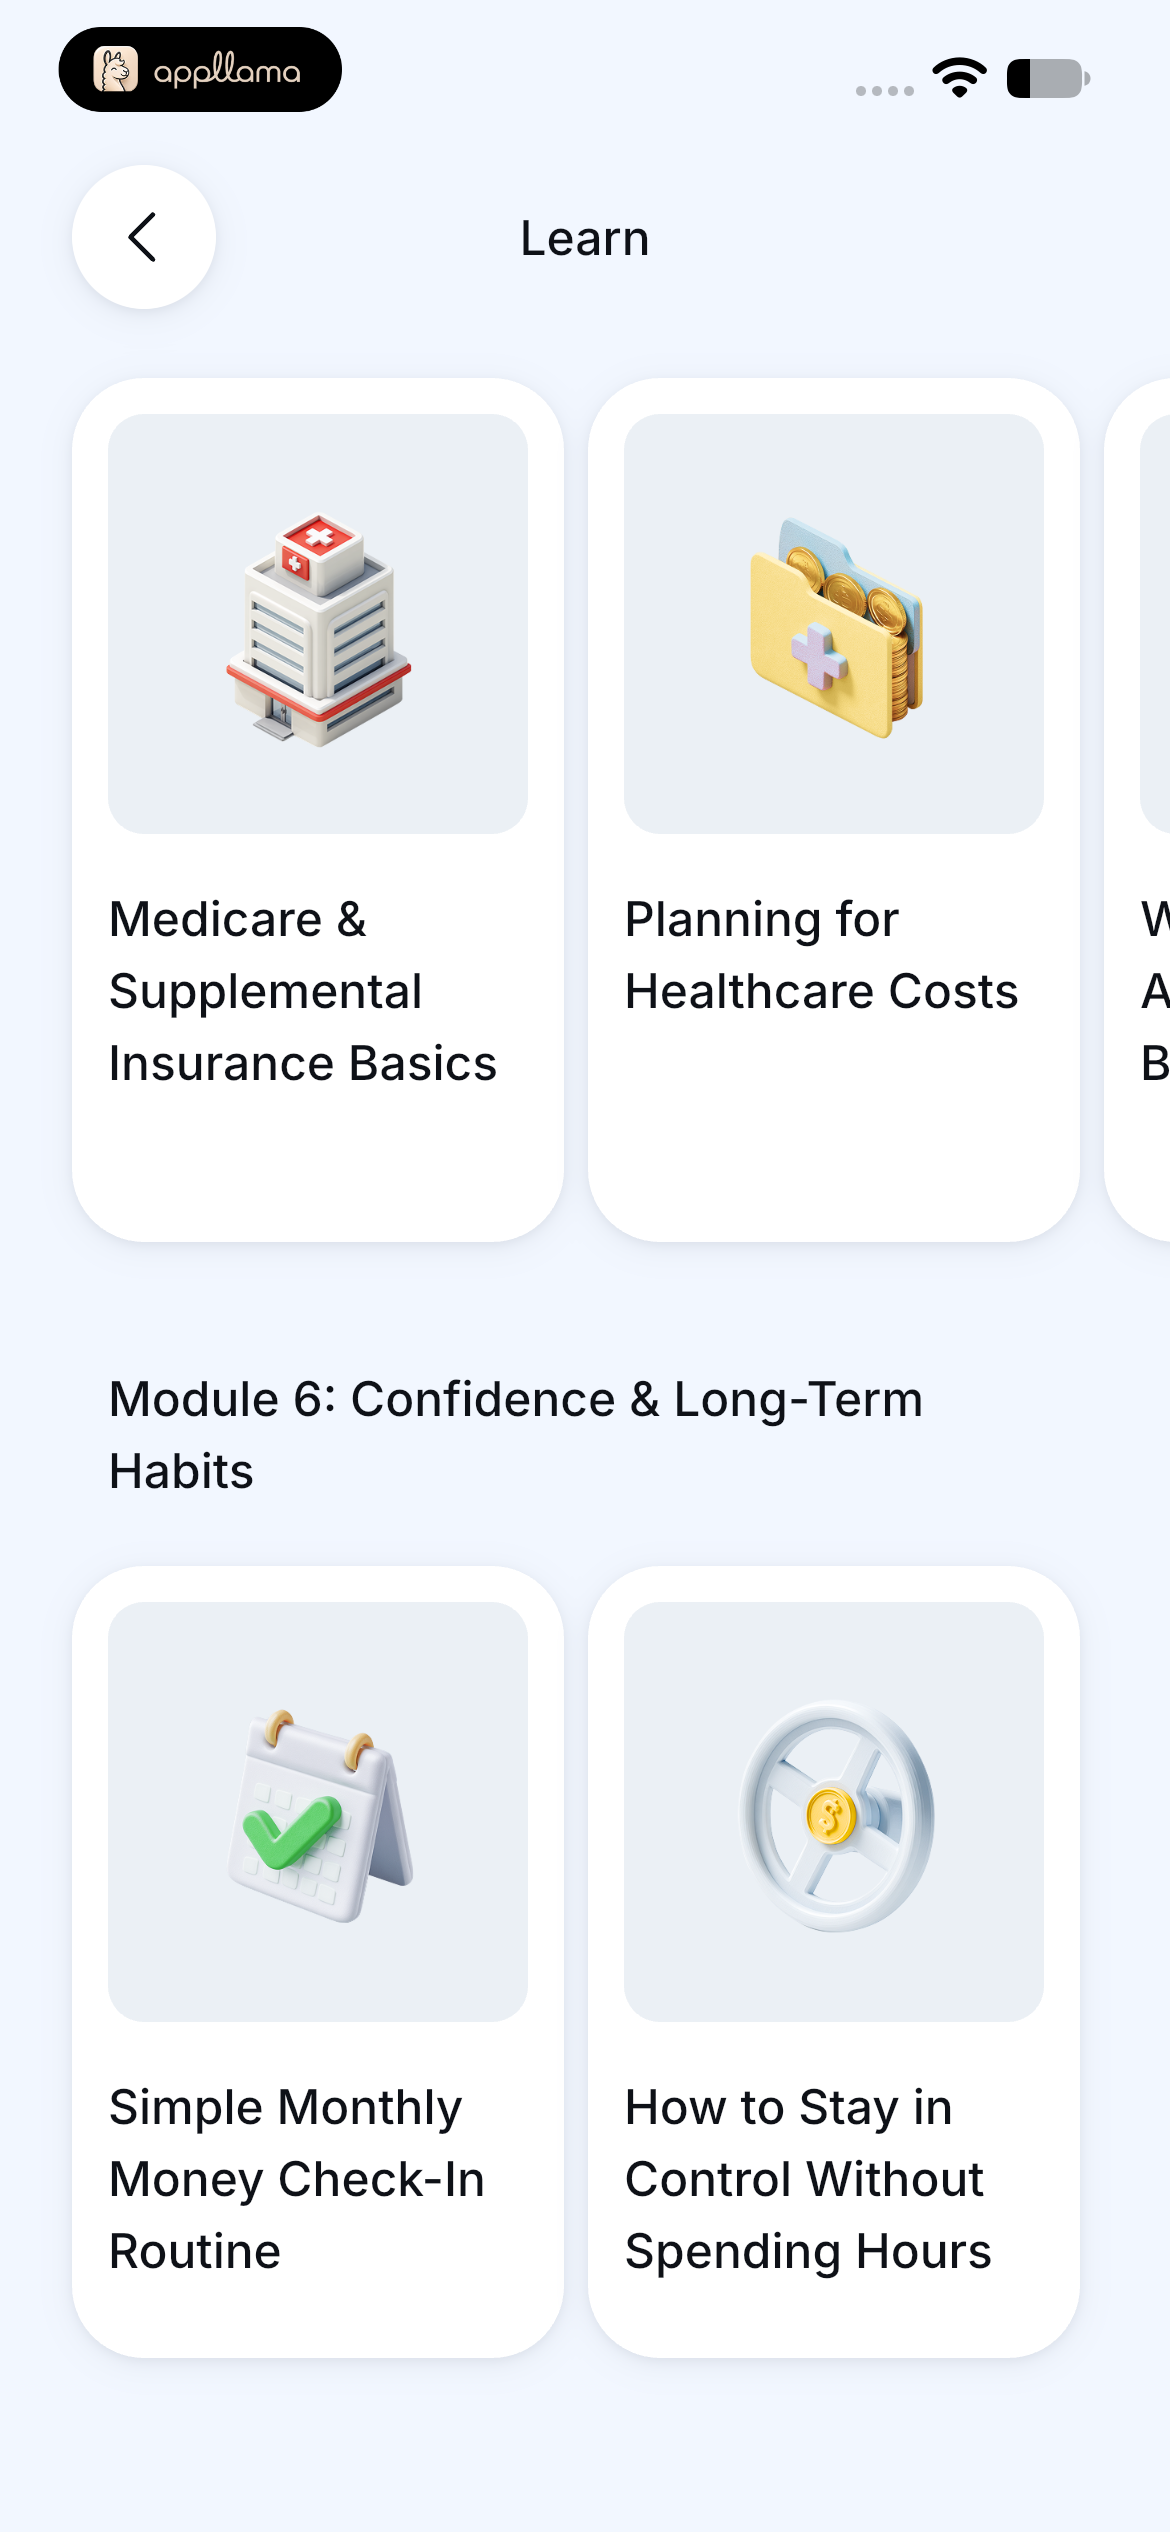 appllama
Learn
Medicare &
Supplemental
Insurance Basics
Planning for
Healthcare Costs
W
A
B
Module 6: Confidence & Long-Term
Habits
Simple Monthly
Money Check-In
Routine
How to Stay in
Control Without
Spending Hours